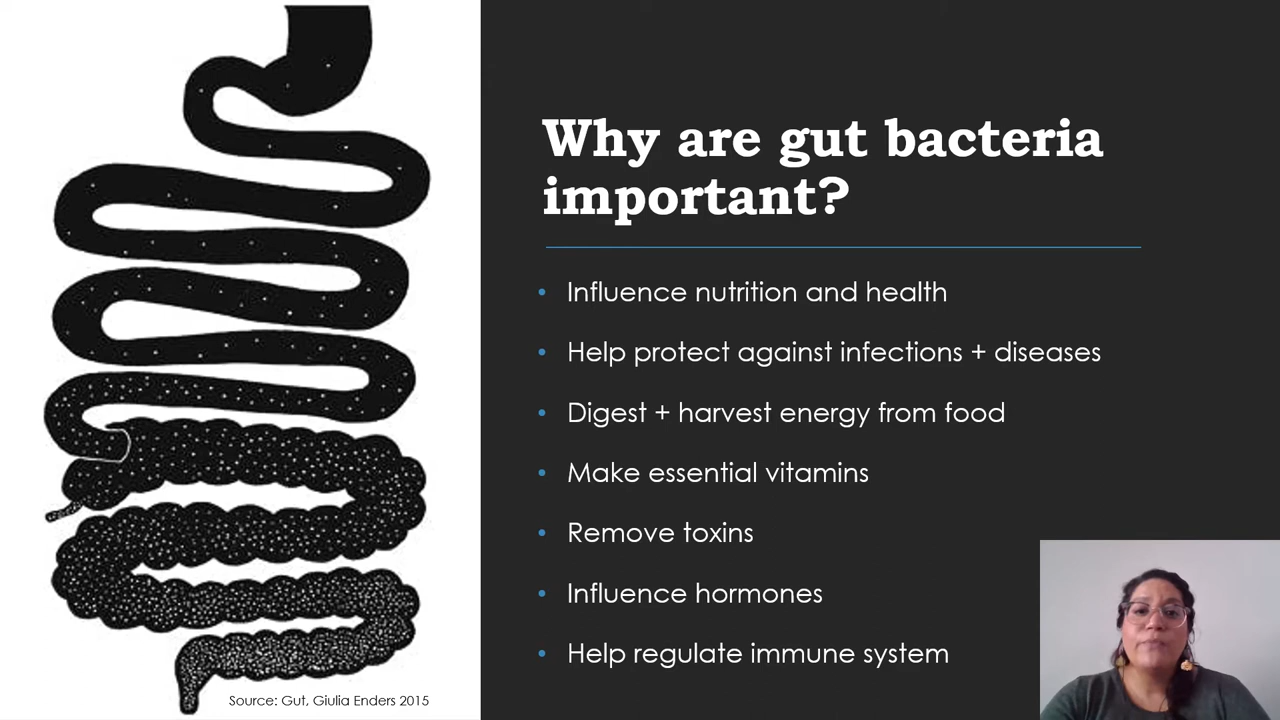 Why are gut bacteria
important?
• Influence nutrition and health
• Help protect against infections + diseases
• Digest + harvest energy from food
• Make essential vitamins
• Remove toxins
• Influence hormones
• Help regulate immune system
Source: Gut, Giulia Enders 2015